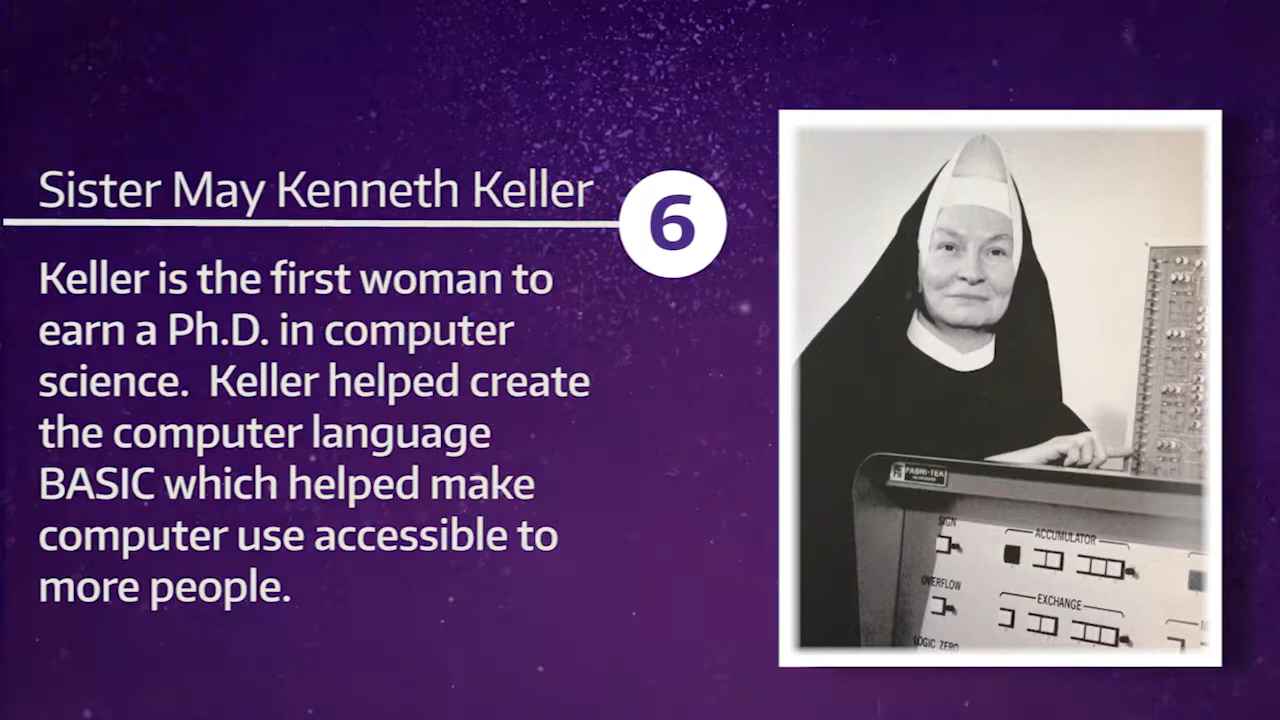 Sister May Kenneth Keller
6
Keller is the first woman to
earn a Ph.D. in computer
science.  Keller helped create
the computer language
BASIC which helped make
computer use accessible to
more people.
FABRI-TEK
SIGN
ACCUMULATOR
OVERFLOW
EXCHANGE
LOGIC ZERO